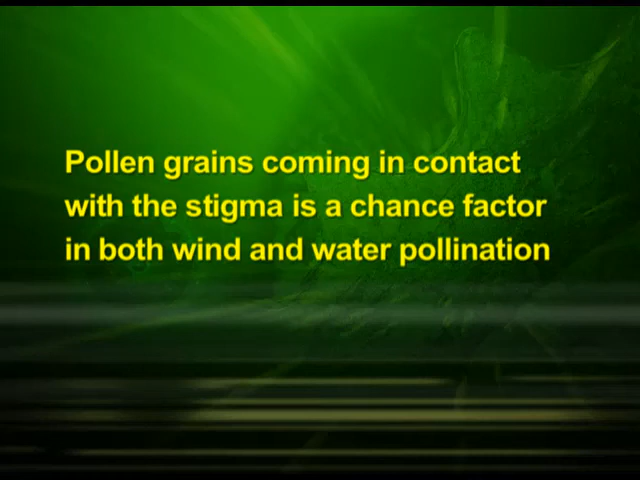 Pollen grains coming in contact
with the stigma is a chance factor
in both wind and water pollination